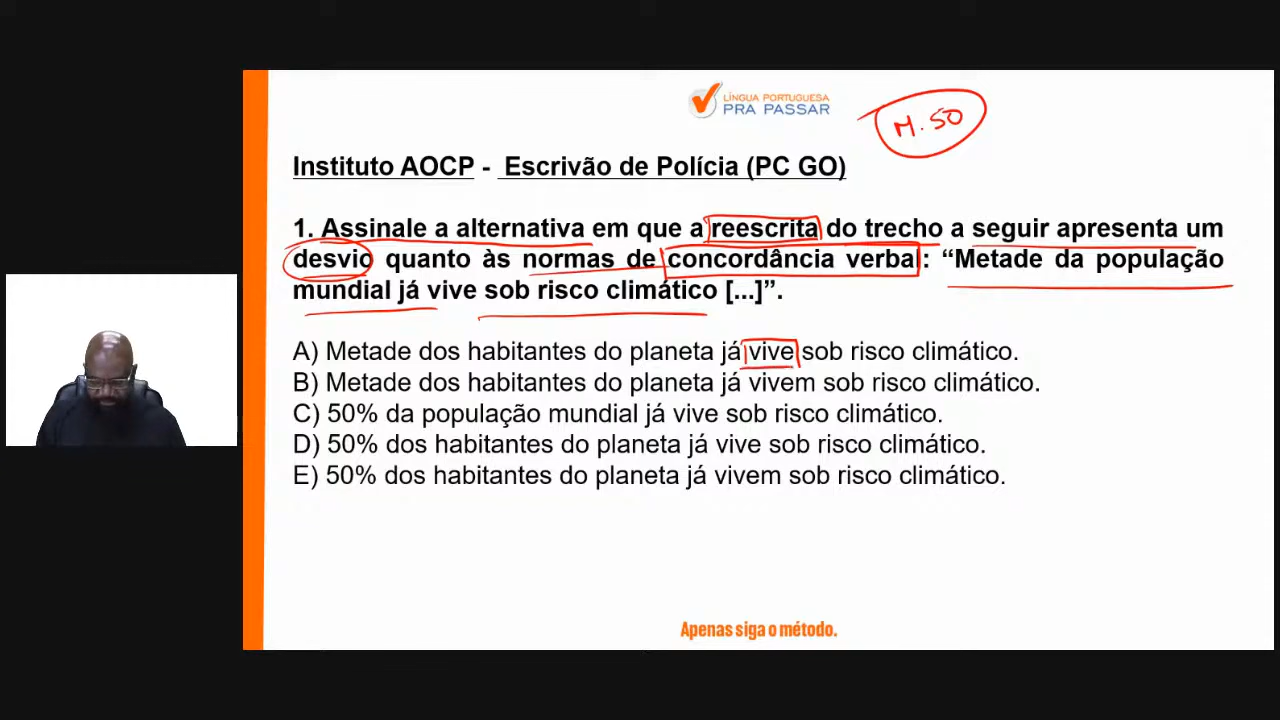 LÍNGUA PORTUGUESA
PRA PASSAR
M.50
Instituto AOCP - Escrivão de Polícia (PC GO)
1. Assinale a alternativa em que a reescrita do trecho a seguir apresenta um
desvio quanto às normas de concordância verbal: “Metade da população
mundial já vive sob risco climático [...]”.
A) Metade dos habitantes do planeta já vive sob risco climático.
B) Metade dos habitantes do planeta já vivem sob risco climático.
C) 50% da população mundial já vive sob risco climático.
D) 50% dos habitantes do planeta já vive sob risco climático.
E) 50% dos habitantes do planeta já vivem sob risco climático.
Apenas siga o método.